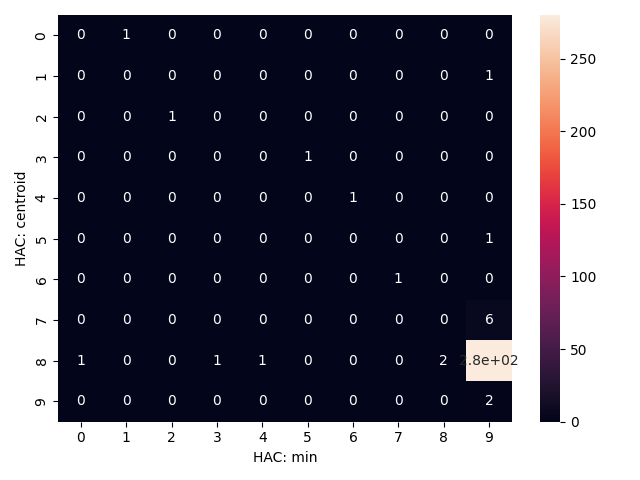 0 0 1 0 0 0 0 0 0 0 0
1 0 0 0 0 0 0 0 0 0 1
2 0 0 1 0 0 0 0 0 0 0
3 0 0 0 0 0 1 0 0 0 0
4 0 0 0 0 0 0 1 0 0 0
5 0 0 0 0 0 0 0 0 0 1
6 0 0 0 0 0 0 0 1 0 0
7 0 0 0 0 0 0 0 0 0 6
8 1 0 0 1 1 0 0 0 2 2.8e+02
9 0 0 0 0 0 0 0 0 0 2
0 1 2 3 4 5 6 7 8 9
HAC: min
HAC: centroid
250
200
150
100
50
0